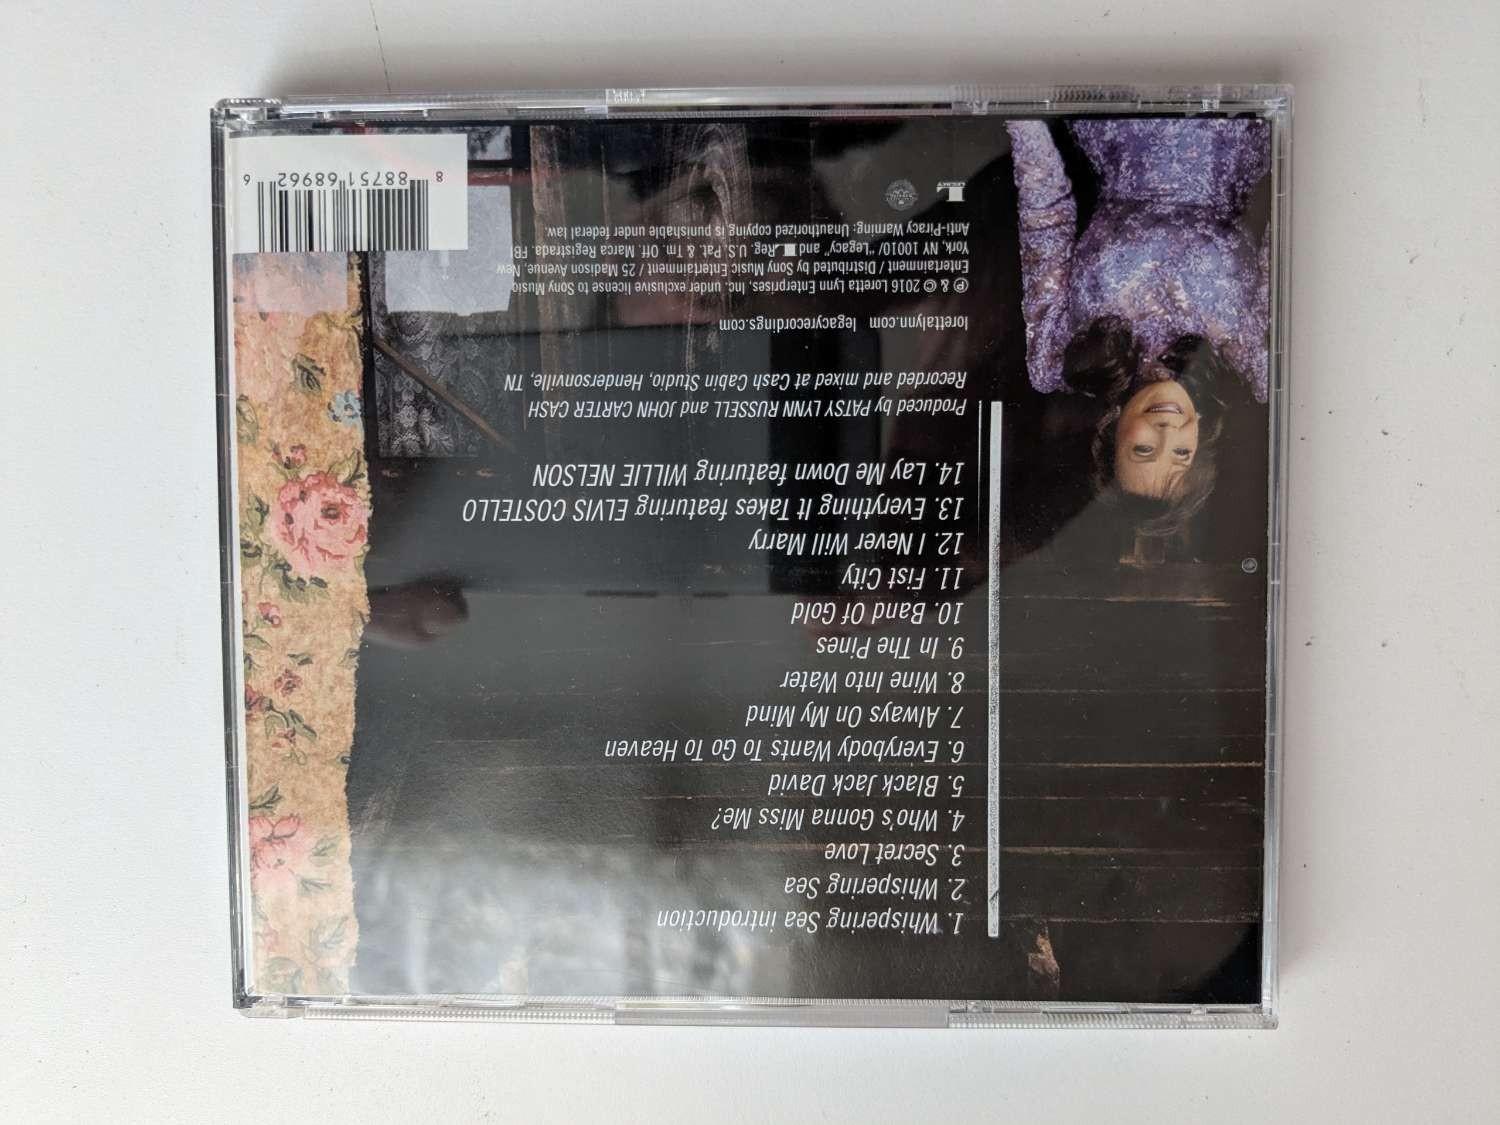 1. Whispering Sea introduction
2. Whispering Sea
3. Secret Love
4. Who's Gonna Miss Me?
5. Black Jack David
6. Everybody Wants To Go To Heaven
7. Always On My Mind
8. Wine Into Water
9. In The Pines
10. Band Of Gold
11. Fist City
12. I Never Will Marry
13. Everything It Takes featuring ELVIS COSTELLO
14. Lay Me Down featuring WILLIE NELSON
Produced by PATSY LYNN RUSSELL and JOHN CARTER CASH
Recorded and mixed at Cash Cabin Studio, Hendersonville, TN
lorettalynn.com legacyrecordings.com
℗ & © 2016 Loretta Lynn Enterprises, Inc. under exclusive license to Sony Music
Entertainment / Distributed by Sony Music Entertainment / 25 Madison Avenue, New
York, NY 10010/ "Legacy" and L Reg. U.S. Pat. & Tm. Off. Marca Registrada. FBI
Anti-Piracy Warning: Unauthorized copying is punishable under federal law.
L
LEGACY
8 88751 68962 6